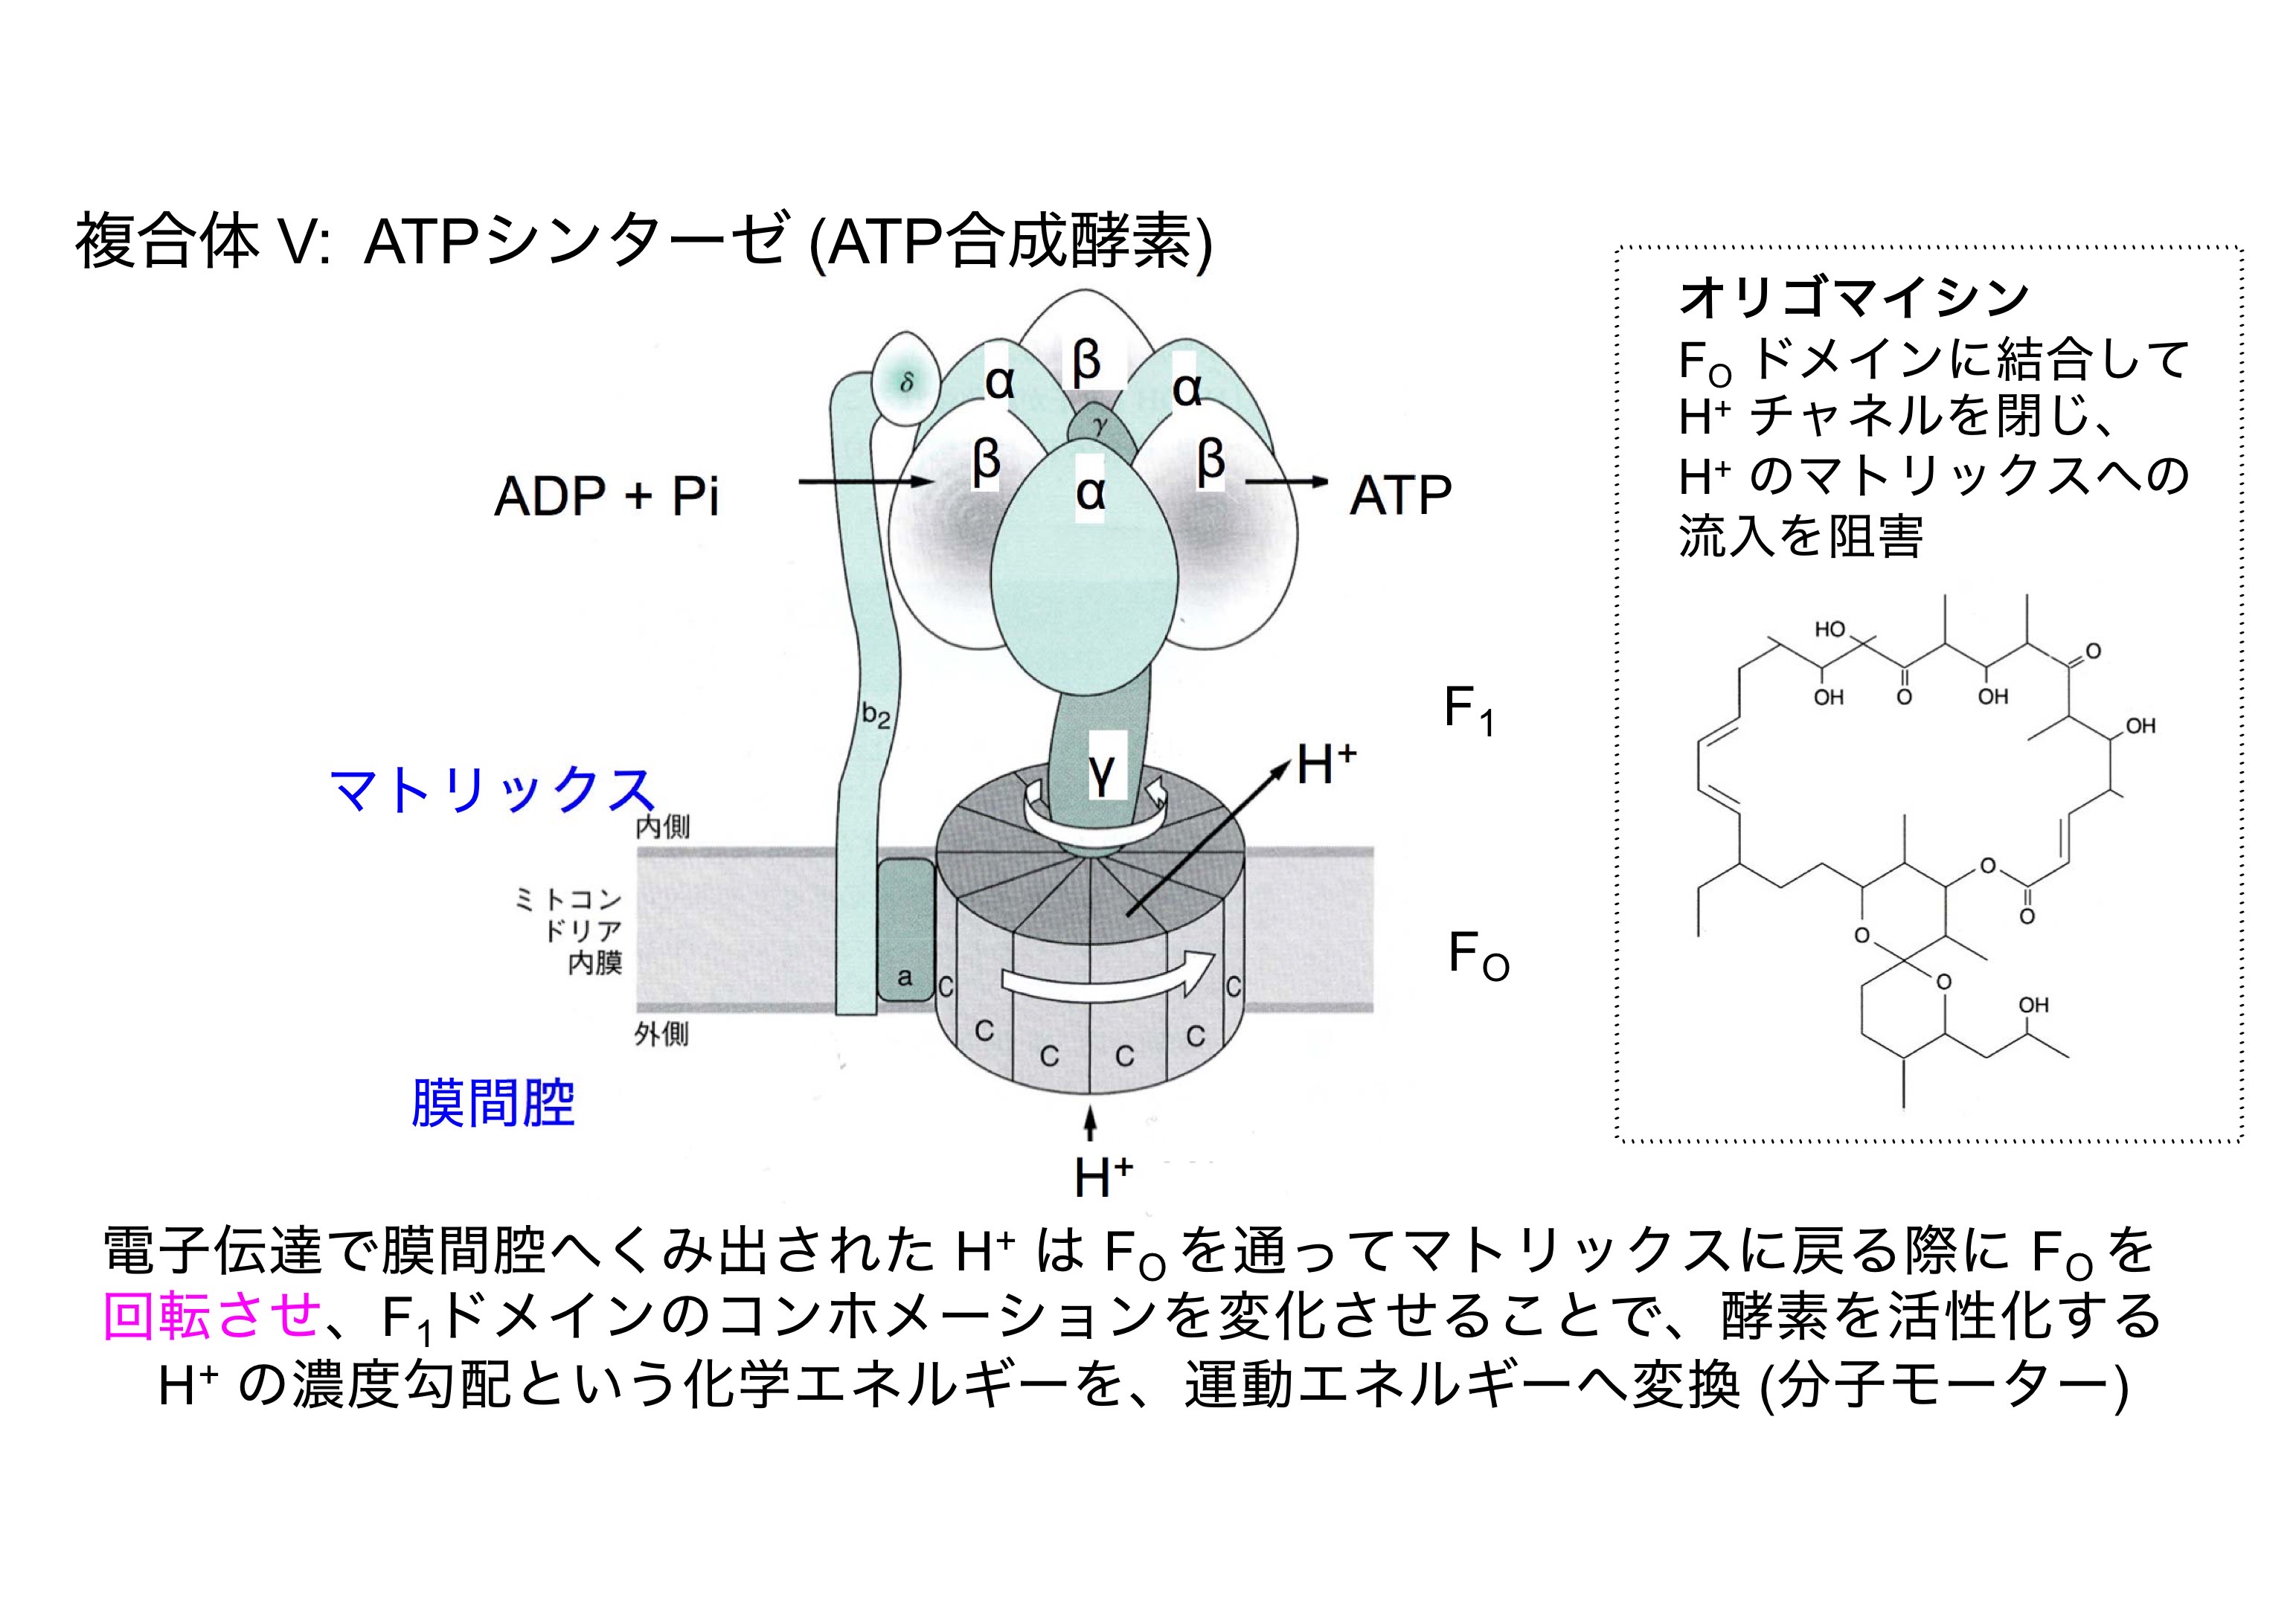 複合体 V: ATPシンターゼ (ATP合成酵素)
β
α
α
δ
γ
β
β
α
ADP + Pi
ATP
b₂
F₁
γ
H⁺
マトリックス
内側
ミトコン
ドリア
内膜
a
C
C
C
C
C
C
F₀
外側
膜間腔
H⁺
オリゴマイシン
F₀ ドメインに結合して
H⁺ チャネルを閉じ、
H⁺ のマトリックスへの
流入を阻害
HO
OH
O
OH
O
OH
O
O
O
O
OH
電子伝達で膜間腔へくみ出された H⁺ は F₀ を通ってマトリックスに戻る際に F₀ を
回転させ、F₁ドメインのコンホメーションを変化させることで、酵素を活性化する
H⁺ の濃度勾配という化学エネルギーを、運動エネルギーへ変換 (分子モーター)